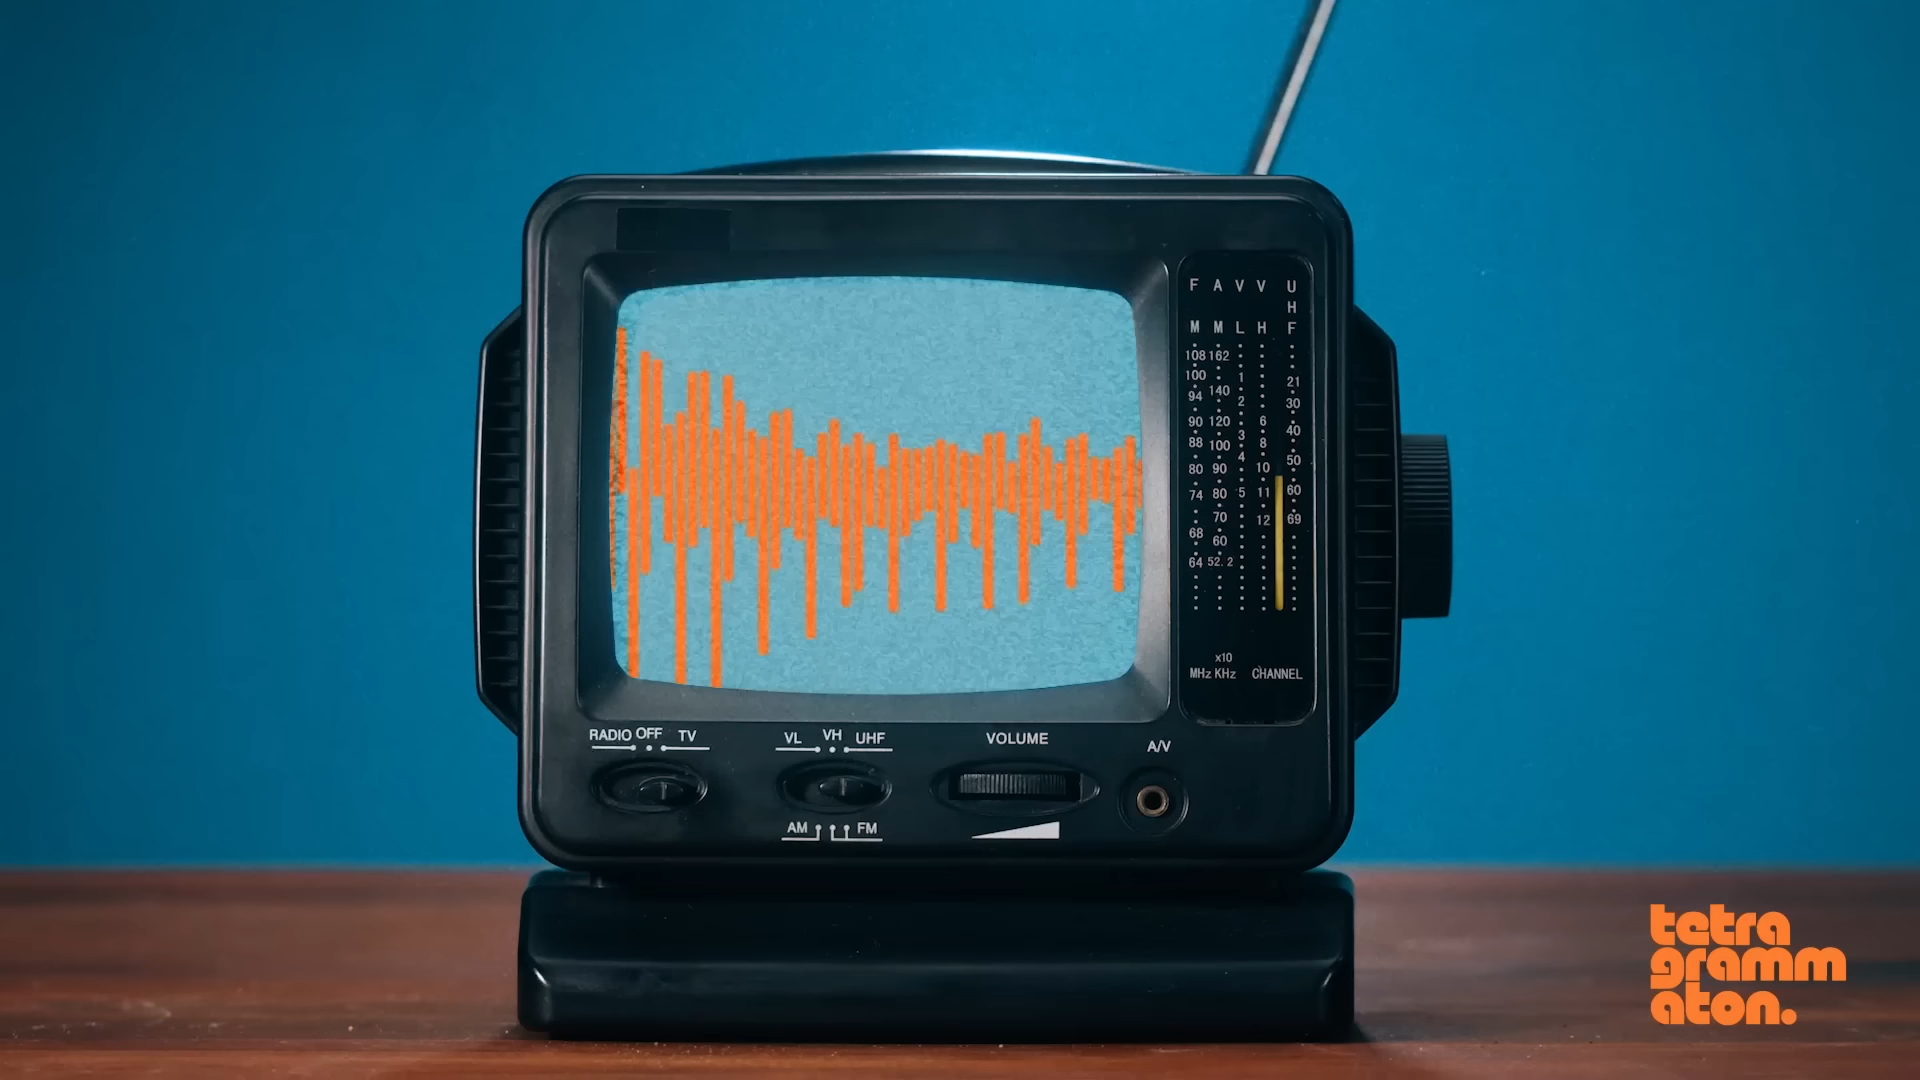 F A V V U
H
M M L H F
108 162
100
1
21
140
94
2
30
90 120
6
40
88 100
3
8
4
50
80 90
10
74 80
5
11
60
70
12
69
68
60
64 52.2
x10
MHz KHz CHANNEL
RADIO OFF TV
VL VH UHF
VOLUME
A/V
AM FM
tetra
gramm
aton.